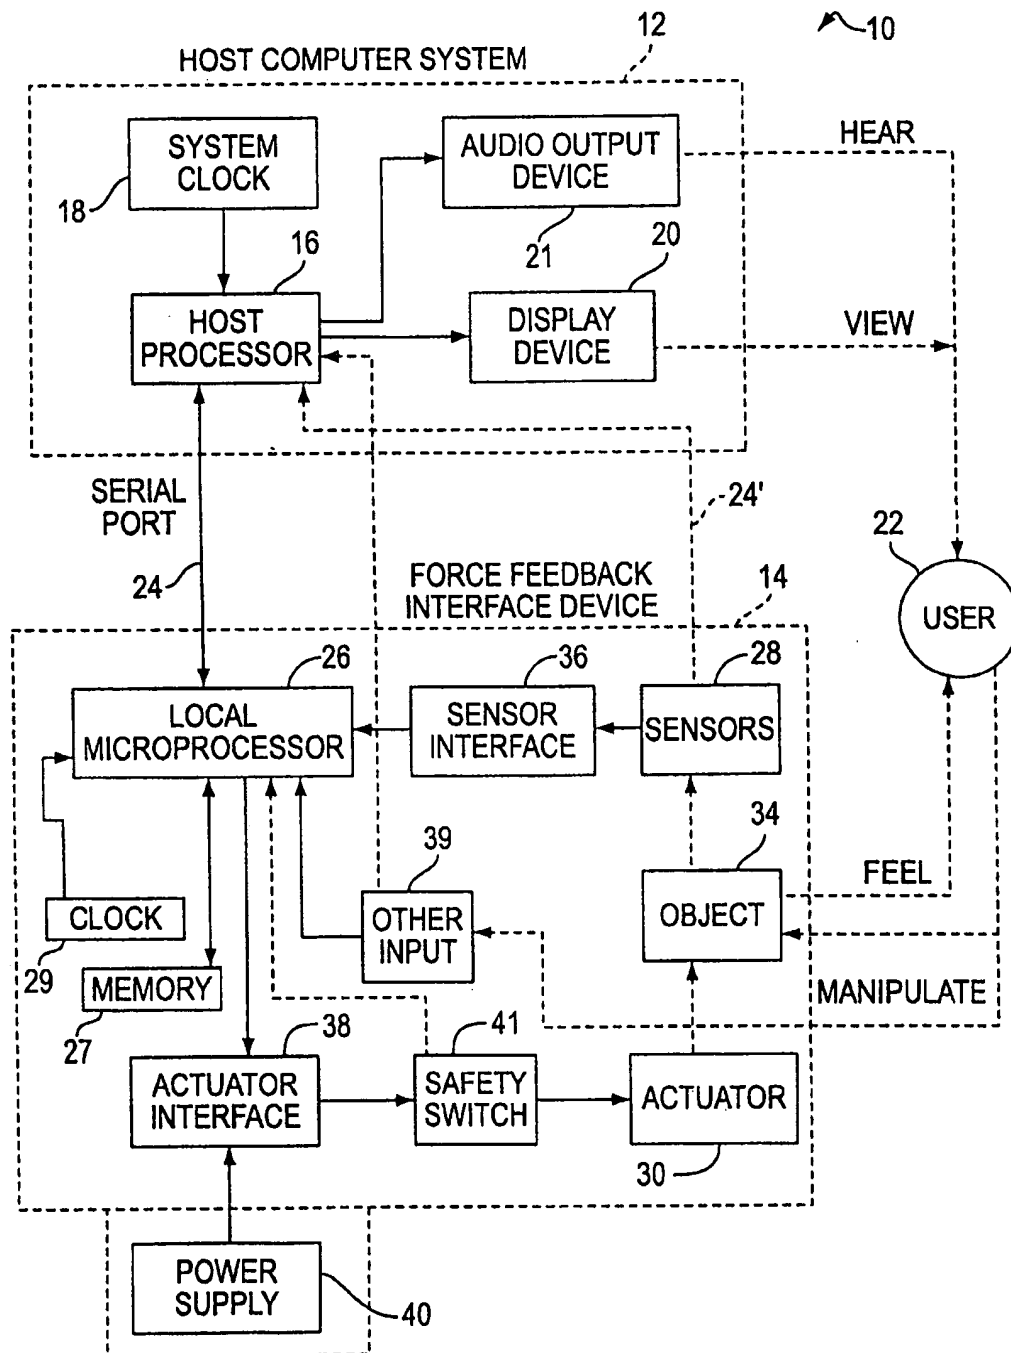 10
HOST COMPUTER SYSTEM
12
SYSTEM
CLOCK
18
AUDIO OUTPUT
DEVICE
21
HEAR
16
20
HOST
PROCESSOR
DISPLAY
DEVICE
VIEW
SERIAL
PORT
24
24'
22
USER
FORCE FEEDBACK
INTERFACE DEVICE
14
26
36
28
LOCAL
MICROPROCESSOR
SENSOR
INTERFACE
SENSORS
34
39
FEEL
CLOCK
29
OTHER
INPUT
OBJECT
MEMORY
27
MANIPULATE
38
41
ACTUATOR
INTERFACE
SAFETY
SWITCH
ACTUATOR
30
POWER
SUPPLY
40